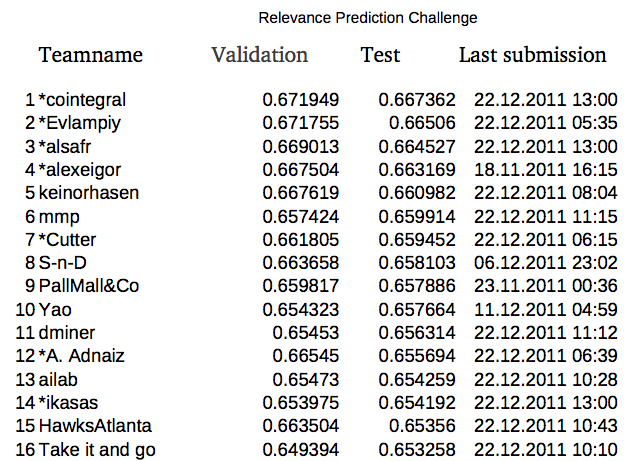 Relevance Prediction Challenge
Teamname Validation Test Last submission
1 *cointegral 0.671949 0.667362 22.12.2011 13:00
2 *Evlampiy 0.671755 0.66506 22.12.2011 05:35
3 *alsafr 0.669013 0.664527 22.12.2011 13:00
4 *alexeigor 0.667504 0.663169 18.11.2011 16:15
5 keinorhasen 0.667619 0.660982 22.12.2011 08:04
6 mmp 0.657424 0.659914 22.12.2011 11:15
7 *Cutter 0.661805 0.659452 22.12.2011 06:15
8 S-n-D 0.663658 0.658103 06.12.2011 23:02
9 PallMall&Co 0.659817 0.657886 23.11.2011 00:36
10 Yao 0.654323 0.657664 11.12.2011 04:59
11 dminer 0.65453 0.656314 22.12.2011 11:12
12 *A. Adnaiz 0.66545 0.655694 22.12.2011 06:39
13 ailab 0.65473 0.654259 22.12.2011 10:28
14 *ikasas 0.653975 0.654192 22.12.2011 13:00
15 HawksAtlanta 0.663504 0.65356 22.12.2011 10:43
16 Take it and go 0.649394 0.653258 22.12.2011 10:10